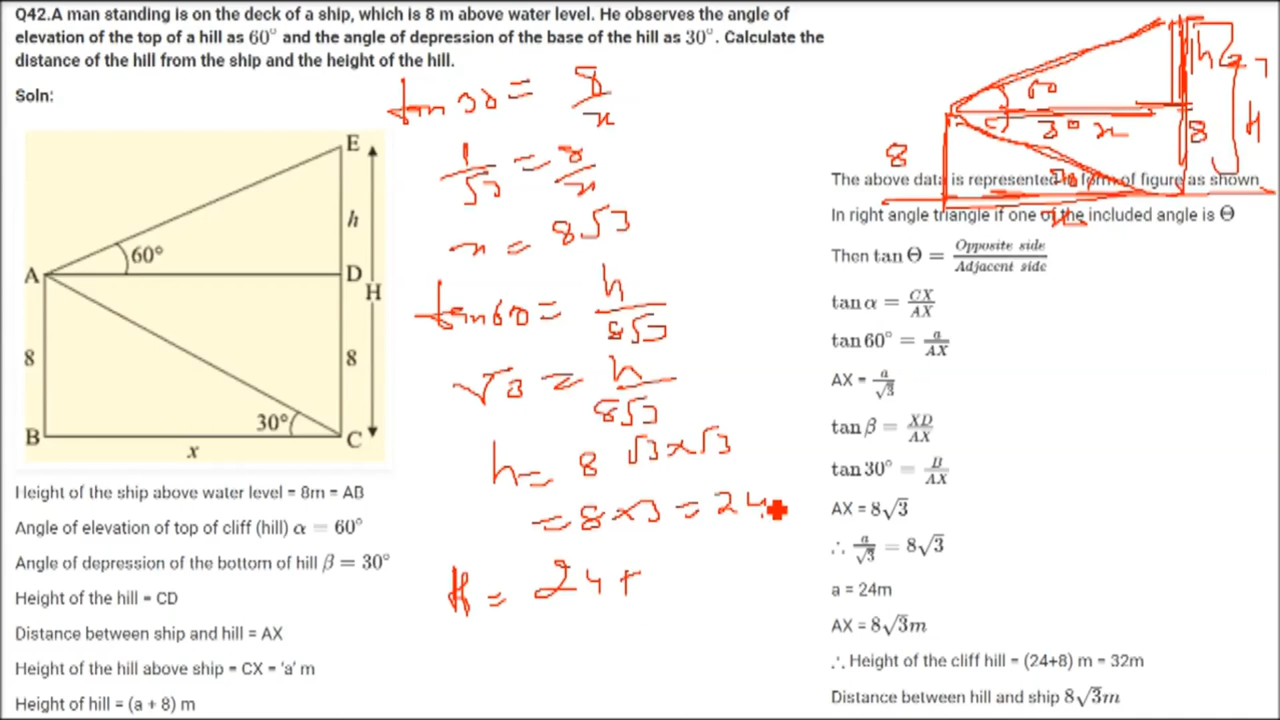 Q42.A man standing is on the deck of a ship, which is 8 m above water level. He observes the angle of
elevation of the top of a hill as 60° and the angle of depression of the base of the hill as 30°. Calculate the
distance of the hill from the ship and the height of the hill.
Soln:
E
h
60°
A
D
H
8
8
30°
B
C
x
Height of the ship above water level = 8m = AB
Angle of elevation of top of cliff (hill) α = 60°
Angle of depression of the bottom of hill β = 30°
Height of the hill = CD
Distance between ship and hill = AX
Height of the hill above ship = CX = 'a' m
Height of hill = (a + 8) m
tan 30 = 8/x
1/√3 = 8/x
x = 8√3
tan 60 = h/8√3
√3 = h/8√3
h = 8 √3 × √3
= 8 × 3 = 24
H = 24 +
h
60
30 x
8
8
H
x
The above data is represented in form of figure as shown
In right angle triangle if one of the included angle is Θ
Then tan Θ = Opposite side/Adjacent side
tan α = CX/AX
tan 60° = a/AX
AX = a/√3
tan β = XD/AX
tan 30° = B/AX
AX = 8√3
∴ a/√3 = 8√3
a = 24m
AX = 8√3m
∴ Height of the cliff hill = (24+8) m = 32m
Distance between hill and ship 8√3m